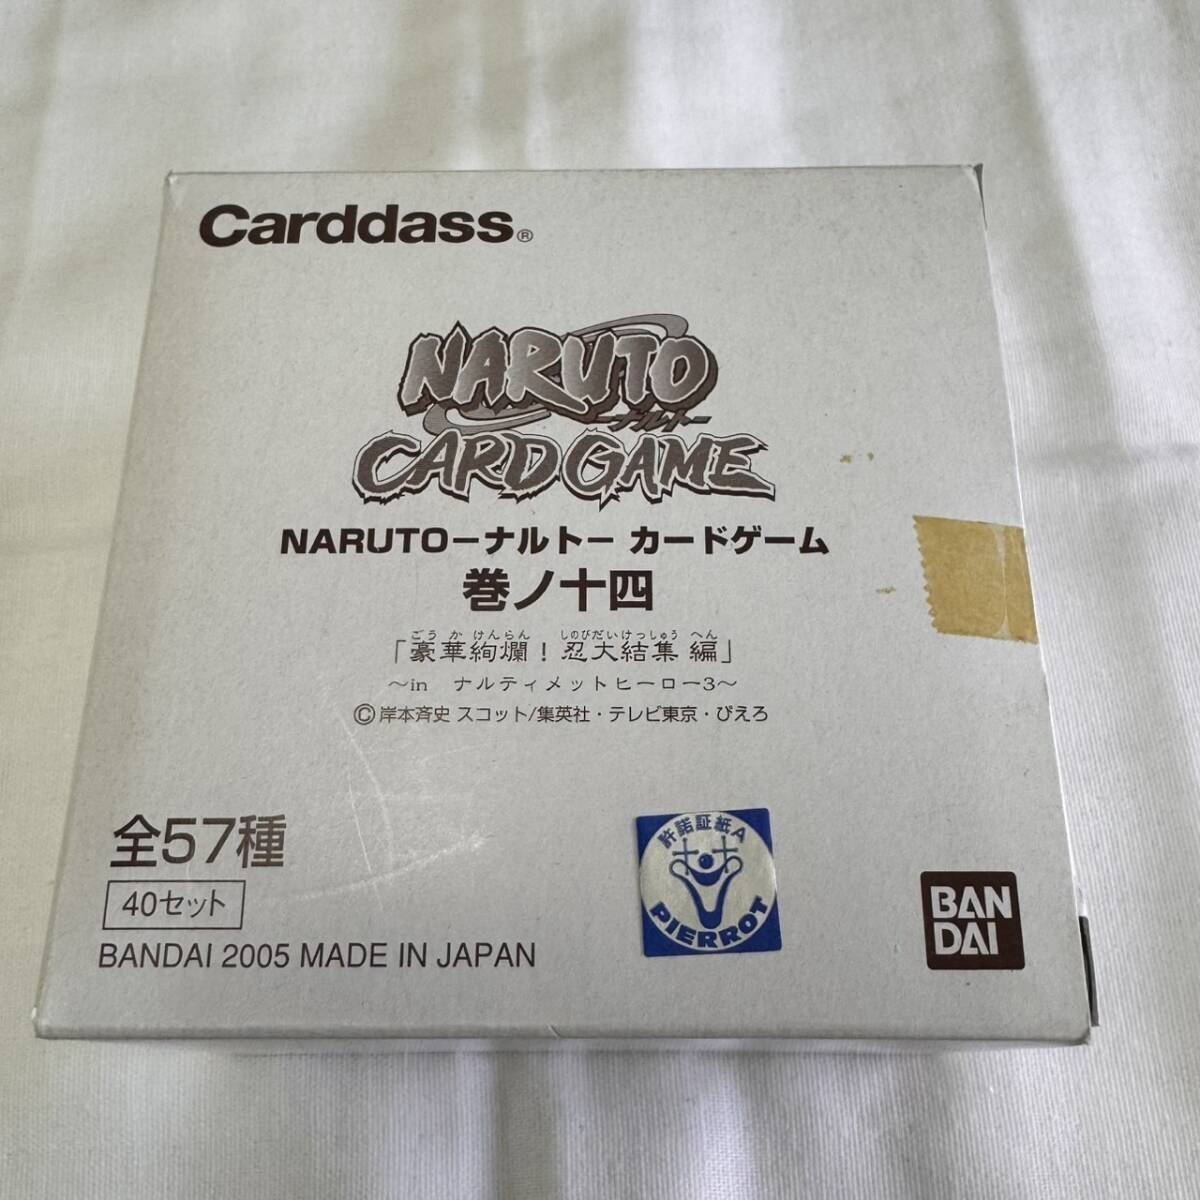 Carddass®
NARUTO
ーナルトー
CARD GAME
NARUTOーナルトー カードゲーム
巻ノ十四
ごうかけんらん しのびだいけっしゅう へん
「豪華絢爛！忍大結集 編」
～in ナルティメットヒーロー3～
©岸本斉史 スコット/集英社・テレビ東京・ぴえろ
全57種
40セット
BANDAI 2005 MADE IN JAPAN
許諾証紙A
PIERROT
BAN
DAI